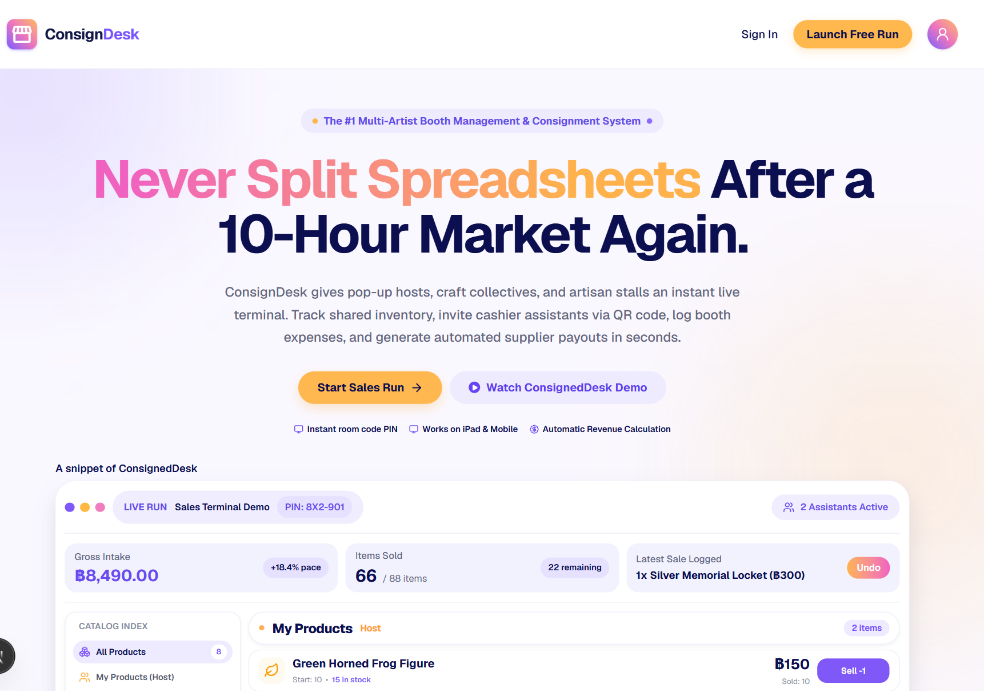 ConsignDesk
Sign In
Launch Free Run
The #1 Multi-Artist Booth Management & Consignment System
Never Split Spreadsheets After a
10-Hour Market Again.
ConsignDesk gives pop-up hosts, craft collectives, and artisan stalls an instant live
terminal. Track shared inventory, invite cashier assistants via QR code, log booth
expenses, and generate automated supplier payouts in seconds.
Start Sales Run →
Watch ConsignedDesk Demo
Instant room code PIN
Works on iPad & Mobile
Automatic Revenue Calculation
A snippet of ConsignedDesk
LIVE RUN Sales Terminal Demo PIN: 8X2-901
2 Assistants Active
Gross Intake
฿8,490.00
+18.4% pace
Items Sold
66 / 88 items
22 remaining
Latest Sale Logged
1x Silver Memorial Locket (฿300)
Undo
CATALOG INDEX
All Products 8
My Products (Host)
My Products Host
2 Items
Green Horned Frog Figure
Start: 10 • 15 in stock
฿150
Sold: 10
Sell -1